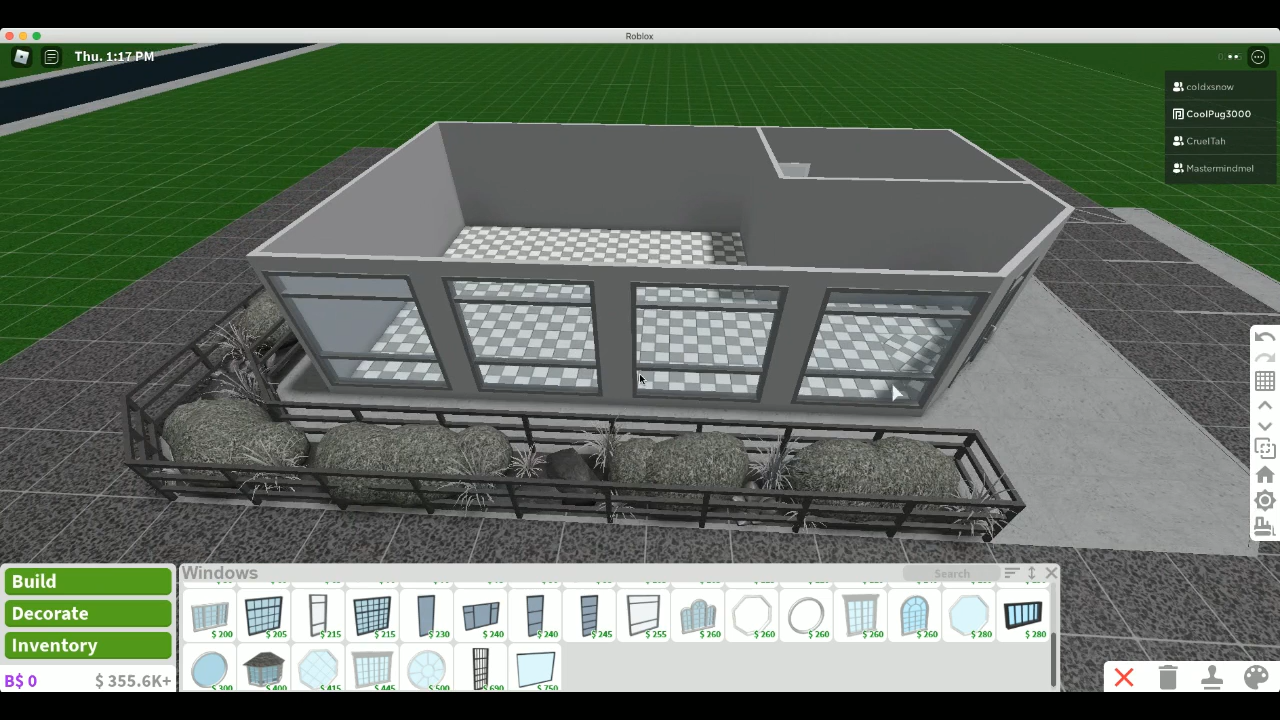 Roblox
Thu. 1:17 PM
coldxsnow
CoolPug3000
CruelTah
Mastermindmel
Build
Decorate
Inventory
B$ 0 $ 355.6K+
Windows
Search
$ 200 $ 205 $ 215 $ 215 $ 230 $ 240 $ 240 $ 245 $ 255 $ 260 $ 260 $ 260 $ 260 $ 260 $ 280 $ 280
$ 300 $ 400 $ 415 $ 445 $ 500 $ 690 $ 750